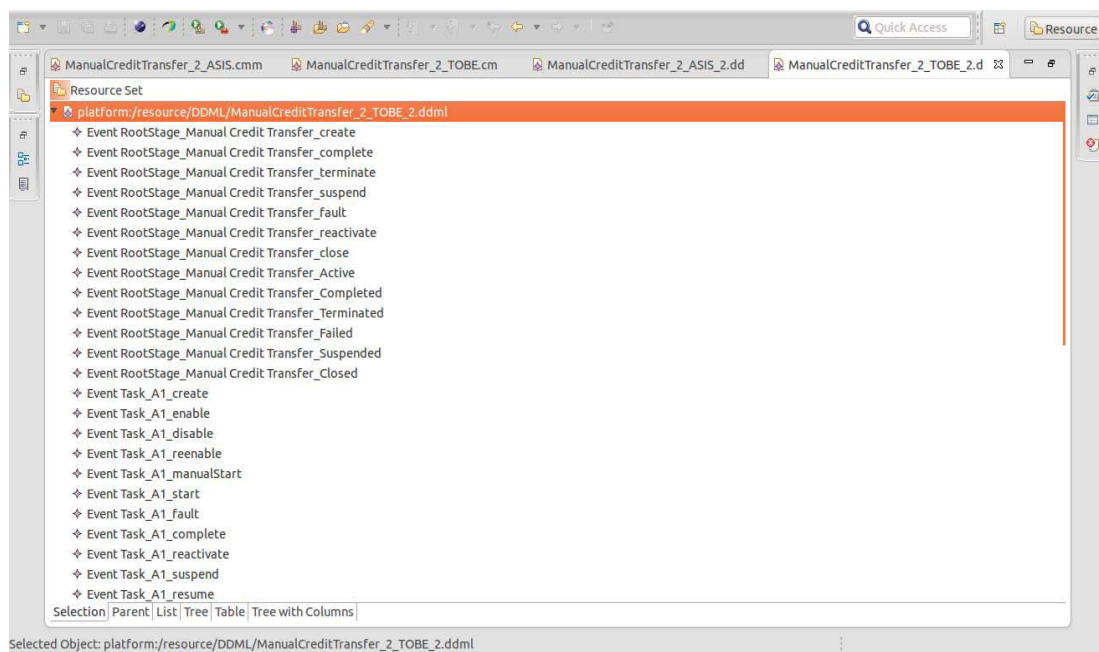 Quick Access
Resource
ManualCreditTransfer_2_ASIS.cmm
ManualCreditTransfer_2_TOBE.cm
ManualCreditTransfer_2_ASIS_2.dd
ManualCreditTransfer_2_TOBE_2.d
Resource Set
platform:/resource/DDML/ManualCreditTransfer_2_TOBE_2.ddml
Event RootStage_Manual Credit Transfer_create
Event RootStage_Manual Credit Transfer_complete
Event RootStage_Manual Credit Transfer_terminate
Event RootStage_Manual Credit Transfer_suspend
Event RootStage_Manual Credit Transfer_fault
Event RootStage_Manual Credit Transfer_reactivate
Event RootStage_Manual Credit Transfer_close
Event RootStage_Manual Credit Transfer_Active
Event RootStage_Manual Credit Transfer_Completed
Event RootStage_Manual Credit Transfer_Terminated
Event RootStage_Manual Credit Transfer_Failed
Event RootStage_Manual Credit Transfer_Suspended
Event RootStage_Manual Credit Transfer_Closed
Event Task_A1_create
Event Task_A1_enable
Event Task_A1_disable
Event Task_A1_reenable
Event Task_A1_manualStart
Event Task_A1_start
Event Task_A1_fault
Event Task_A1_complete
Event Task_A1_reactivate
Event Task_A1_suspend
Event Task_A1_resume
Selection Parent List Tree Table Tree with Columns
Selected Object: platform:/resource/DDML/ManualCreditTransfer_2_TOBE_2.ddml